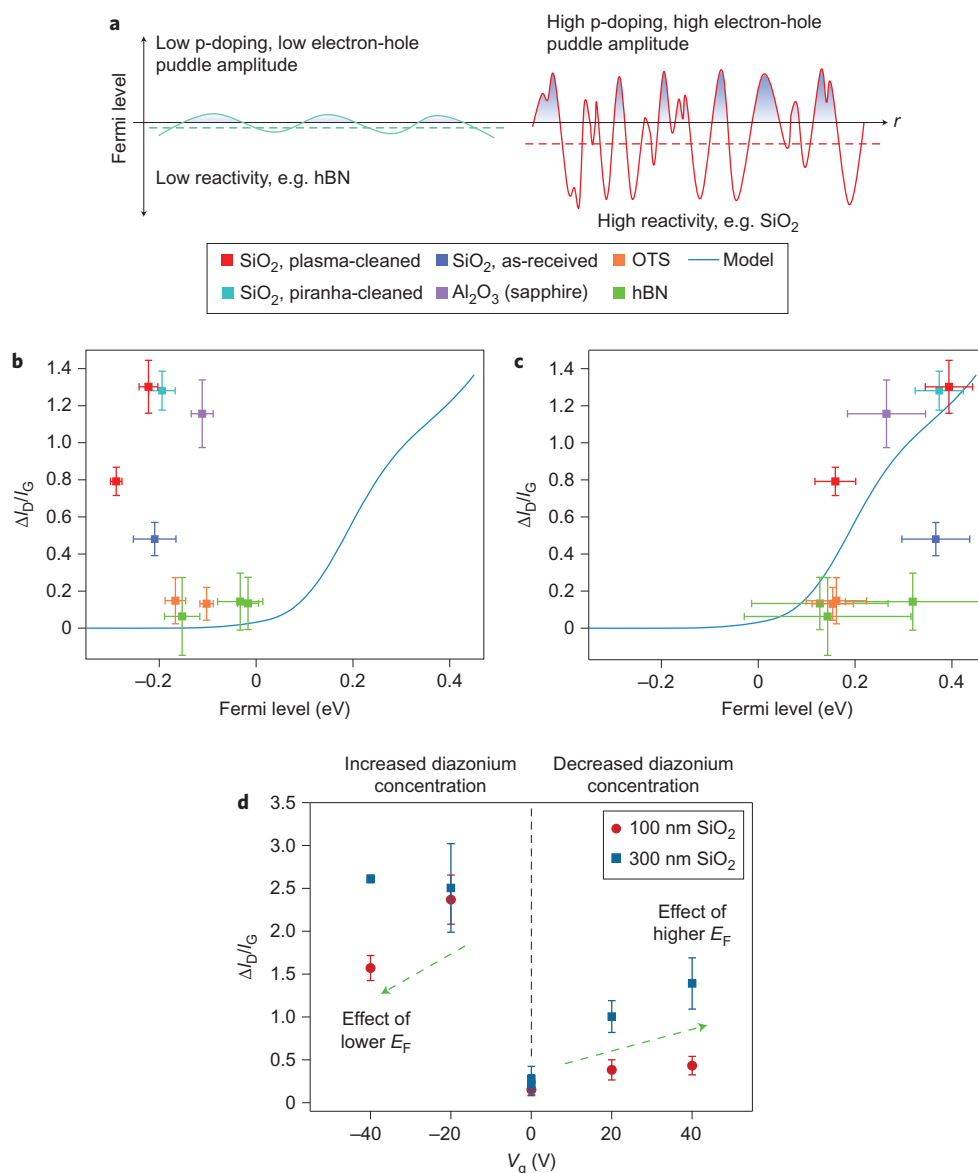 a
Low p-doping, low electron-hole
puddle amplitude
High p-doping, high electron-hole
puddle amplitude
Fermi level
r
Low reactivity, e.g. hBN
High reactivity, e.g. SiO2
SiO2, plasma-cleaned
SiO2, as-received
OTS
Model
SiO2, piranha-cleaned
Al2O3 (sapphire)
hBN
b
1.4
1.2
1.0
0.8
0.6
0.4
0.2
0
ΔID/IG
–0.2
0
0.2
0.4
Fermi level (eV)
c
1.4
1.2
1.0
0.8
0.6
0.4
0.2
0
ΔID/IG
–0.2
0
0.2
0.4
Fermi level (eV)
Increased diazonium
concentration
Decreased diazonium
concentration
d
3.5
3.0
2.5
2.0
1.5
1.0
0.5
0
ΔID/IG
100 nm SiO2
300 nm SiO2
Effect of
higher EF
Effect of
lower EF
–40
–20
0
20
40
Vg (V)